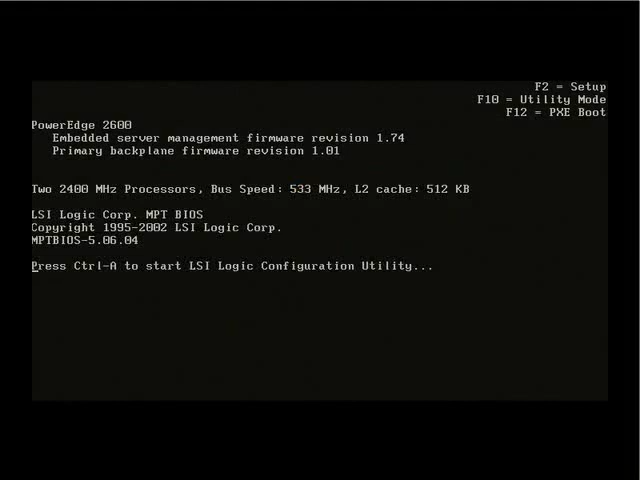 F2 = Setup
F10 = Utility Mode
F12 = PXE Boot
PowerEdge 2600
Embedded server management firmware revision 1.74
Primary backplane firmware revision 1.01
Two 2400 MHz Processors, Bus Speed: 533 MHz, L2 cache: 512 KB
LSI Logic Corp. MPT BIOS
Copyright 1995-2002 LSI Logic Corp.
MPTBIOS-5.06.04
Press Ctrl-A to start LSI Logic Configuration Utility...